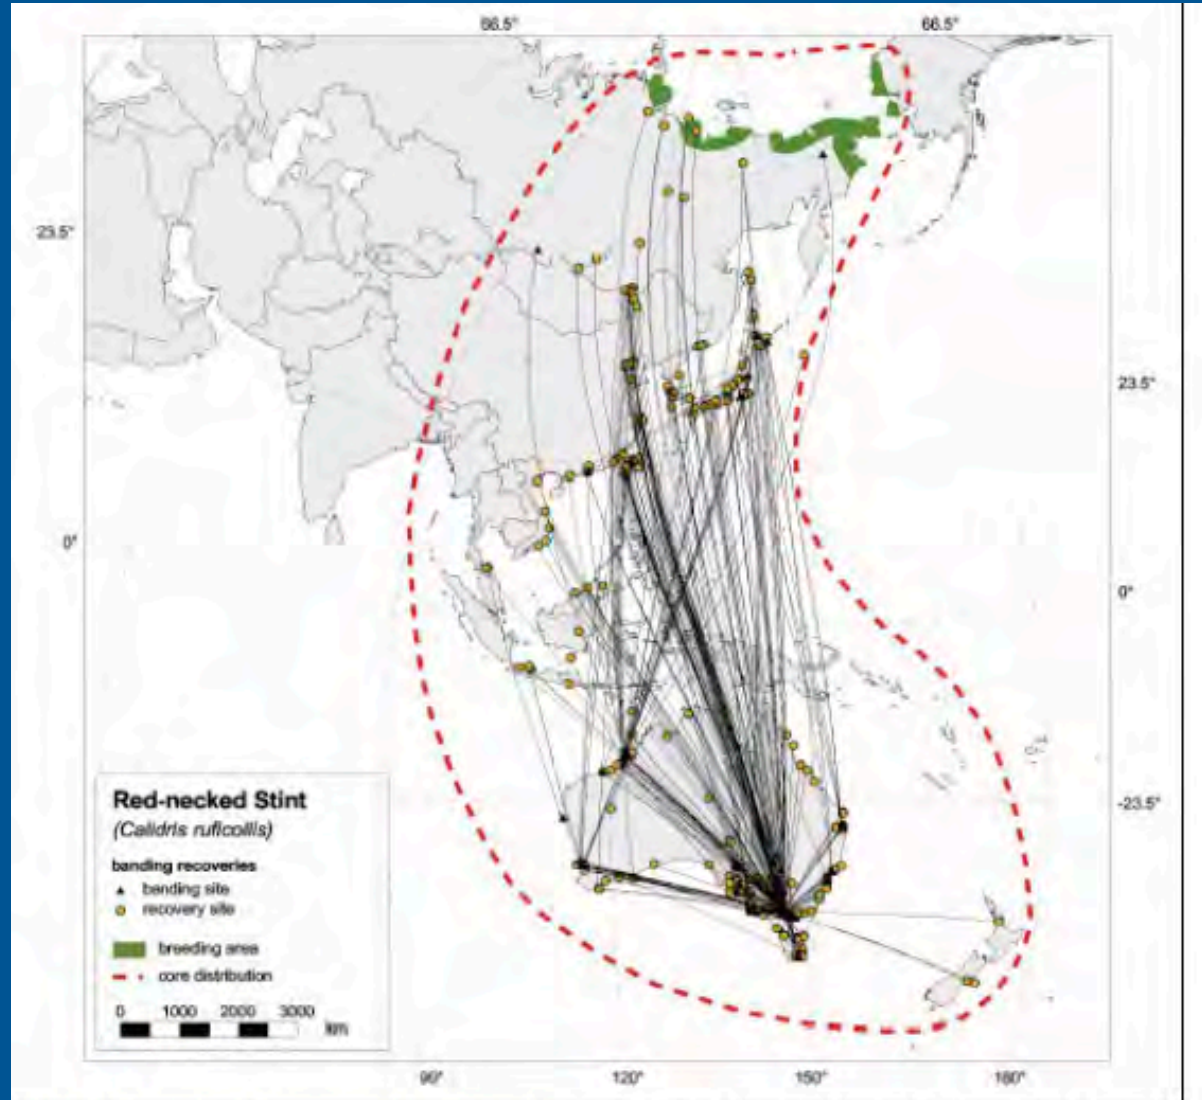 66.5° 66.5°
23.5°
23.5°
0°
0°
-23.5°
Red-necked Stint
(Calidris ruficollis)
banding recoveries
banding site
recovery site
breeding area
core distribution
0 1000 2000 3000
km
90° 120° 150° 180°